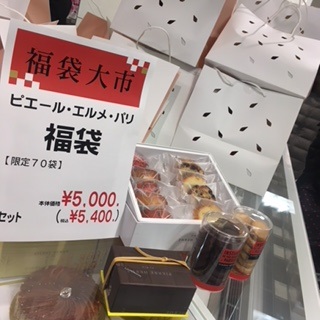 福袋大市
ピエール・エルメ・パリ
福袋
【限定70袋】
本体価格 ¥5,000.
セット (税込 ¥5,400.)